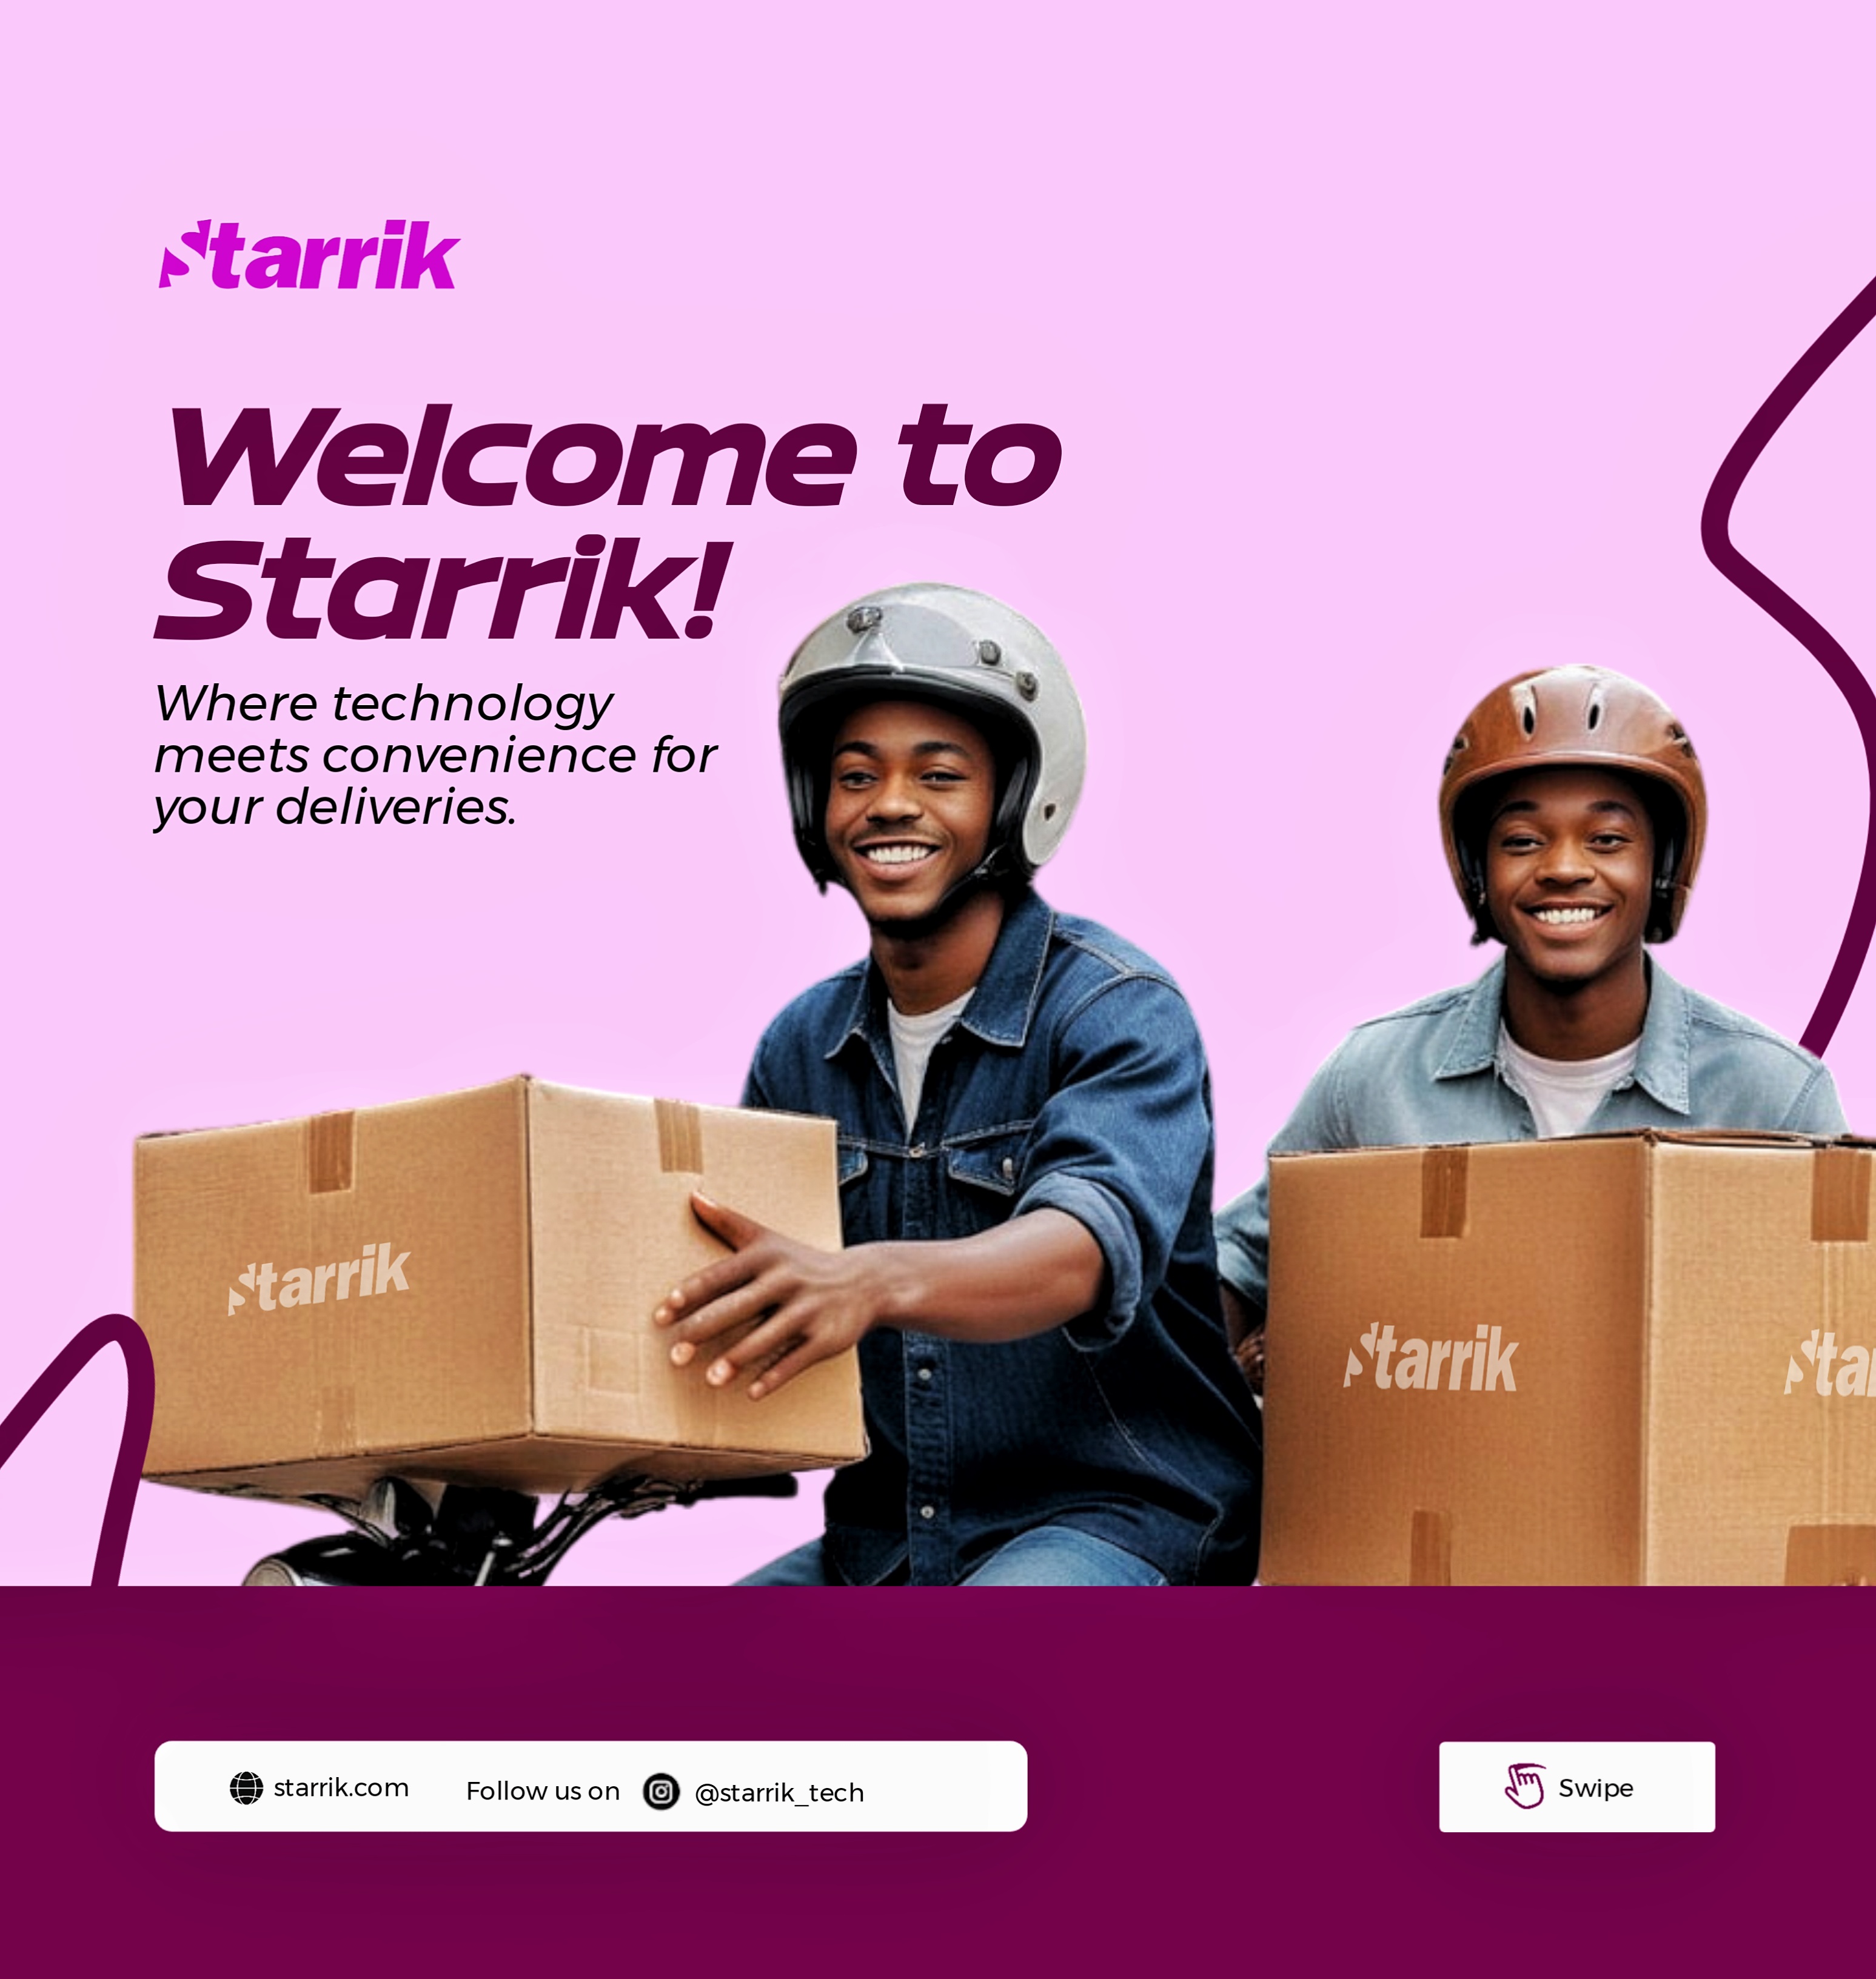 Starrik
Welcome to
Starrik!
Where technology
meets convenience for
your deliveries.
Starrik
Starrik
Sta
starrik.com Follow us on @starrik_tech
Swipe